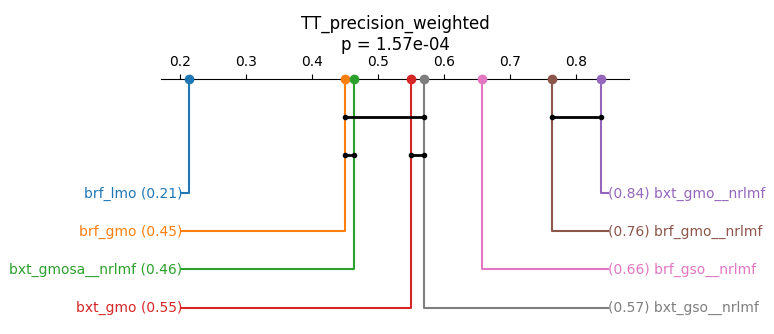 TT_precision_weighted
p = 1.57e-04
0.2 0.3 0.4 0.5 0.6 0.7 0.8
brf_lmo (0.21)
(0.84) bxt_gmo__nrlmf
brf_gmo (0.45)
(0.76) brf_gmo__nrlmf
bxt_gmosa__nrlmf (0.46)
(0.66) brf_gso__nrlmf
bxt_gmo (0.55)
(0.57) bxt_gso__nrlmf